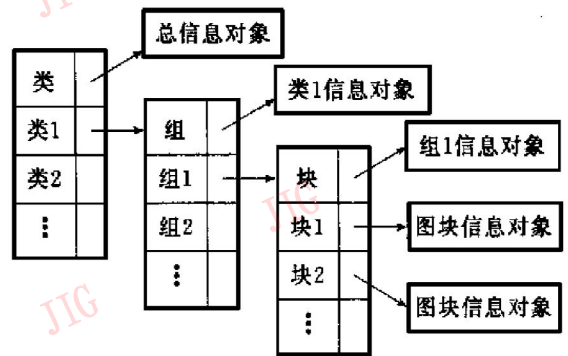 JIG
总信息对象
类
类1
类2
⋮
类1信息对象
组
组1
组2
⋮
组1信息对象
块
块1
块2
⋮
图块信息对象
图块信息对象
JIG
JIG